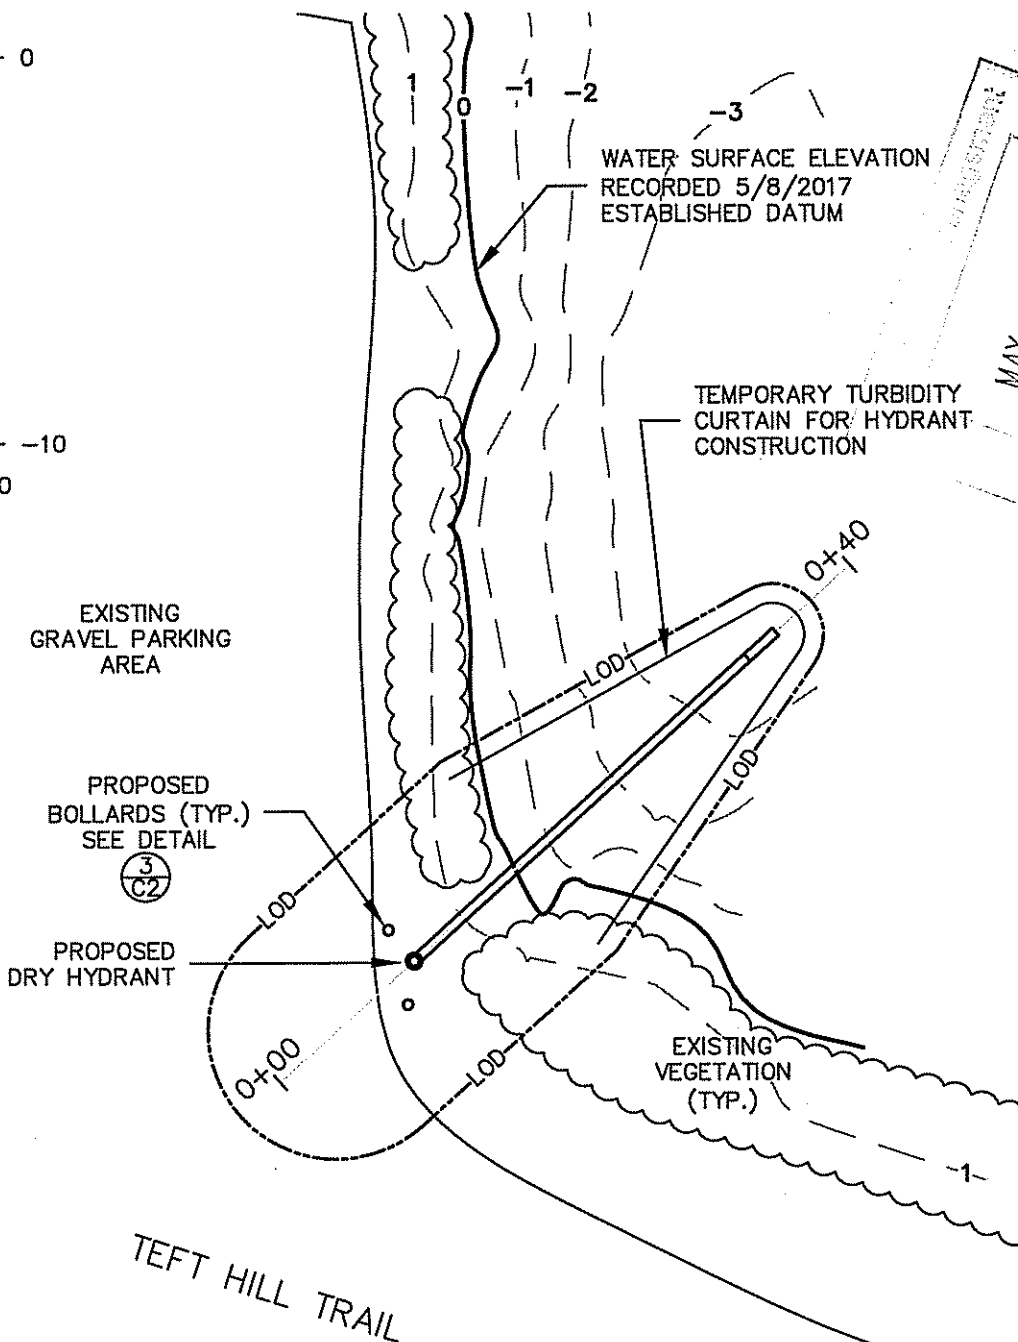 0
1
0
-1
-2
-3
WATER SURFACE ELEVATION
RECORDED 5/8/2017
ESTABLISHED DATUM
TEMPORARY TURBIDITY
CURTAIN FOR HYDRANT
CONSTRUCTION
-10
0
0+40
EXISTING
GRAVEL PARKING
AREA
LOD
LOD
PROPOSED
BOLLARDS (TYP.)
SEE DETAIL
3
C2
LOD
PROPOSED
DRY HYDRANT
0+00
LOD
EXISTING
VEGETATION
(TYP.)
-1-
TEFT HILL TRAIL